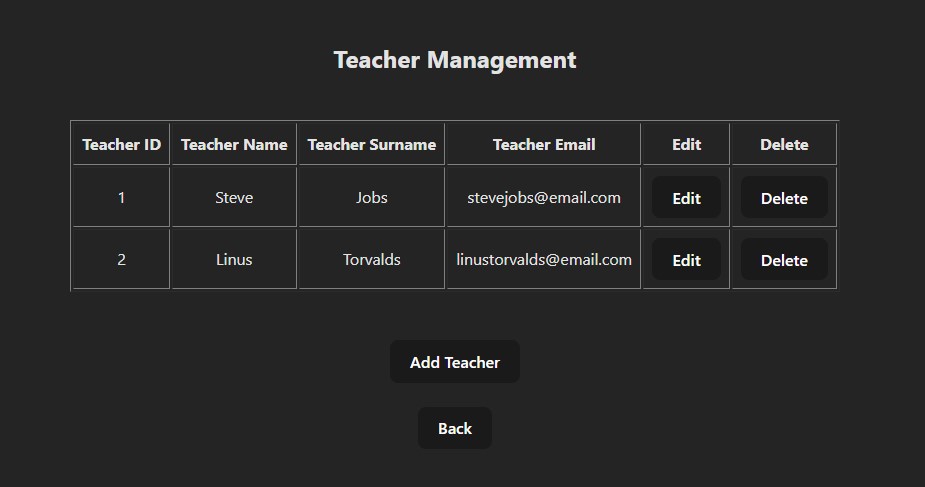 Teacher Management
Teacher ID Teacher Name Teacher Surname Teacher Email Edit Delete
1 Steve Jobs stevejobs@email.com Edit Delete
2 Linus Torvalds linustorvalds@email.com Edit Delete
Add Teacher
Back